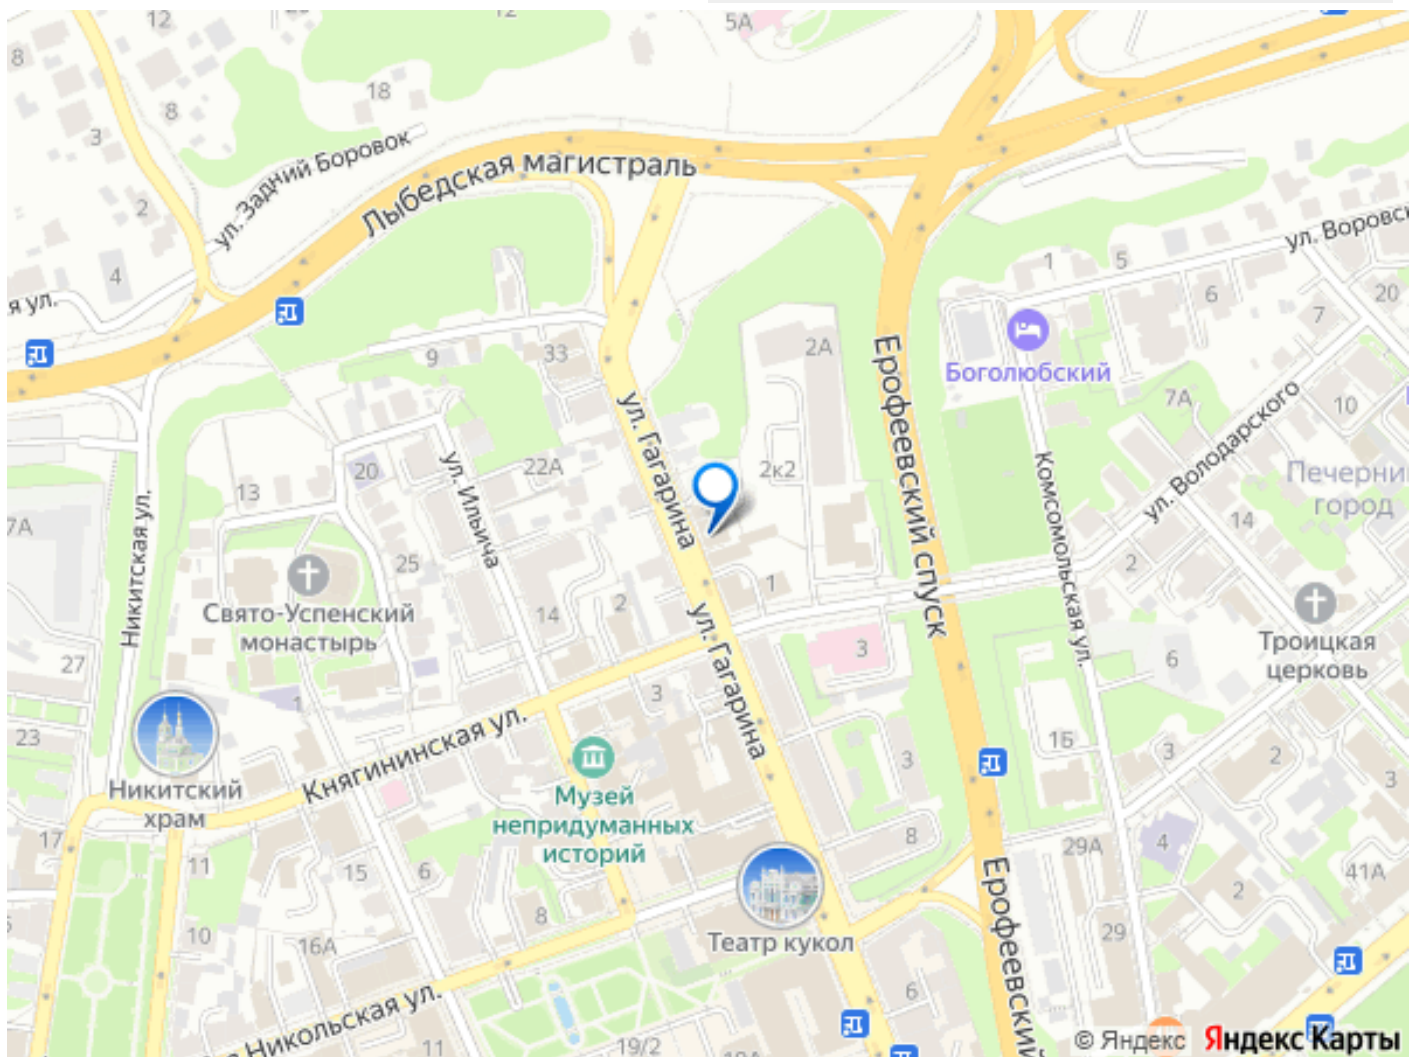 12
12
5А
8
18
8
3
ул. Задний Боровок
Лыбедская магистраль
2
4
я ул.
ул. Воровск
1
5
6
20
7
9
33
2А
Боголюбский
ул. Гагарина
Ерофеевский спуск
7А
10
ул. Володарского
20
ул. Ильича
22А
2к2
Комсомольская ул.
Печерни
город
13
7А
14
Никитская ул.
25
Свято-Успенский
монастырь
14
2
1
2
ул. Гагарина
3
Троицкая
церковь
27
6
1
3
23
Княгининская ул.
Никитский
храм
Музей
непридуманных
историй
3
1Б
3
2
3
17
11
15
6
8
29А
4
41А
2
Ерофеевский
Театр кукол
8
10
16А
29
Никольская ул.
6
11
19/2
© Яндекс Яндекс Карты